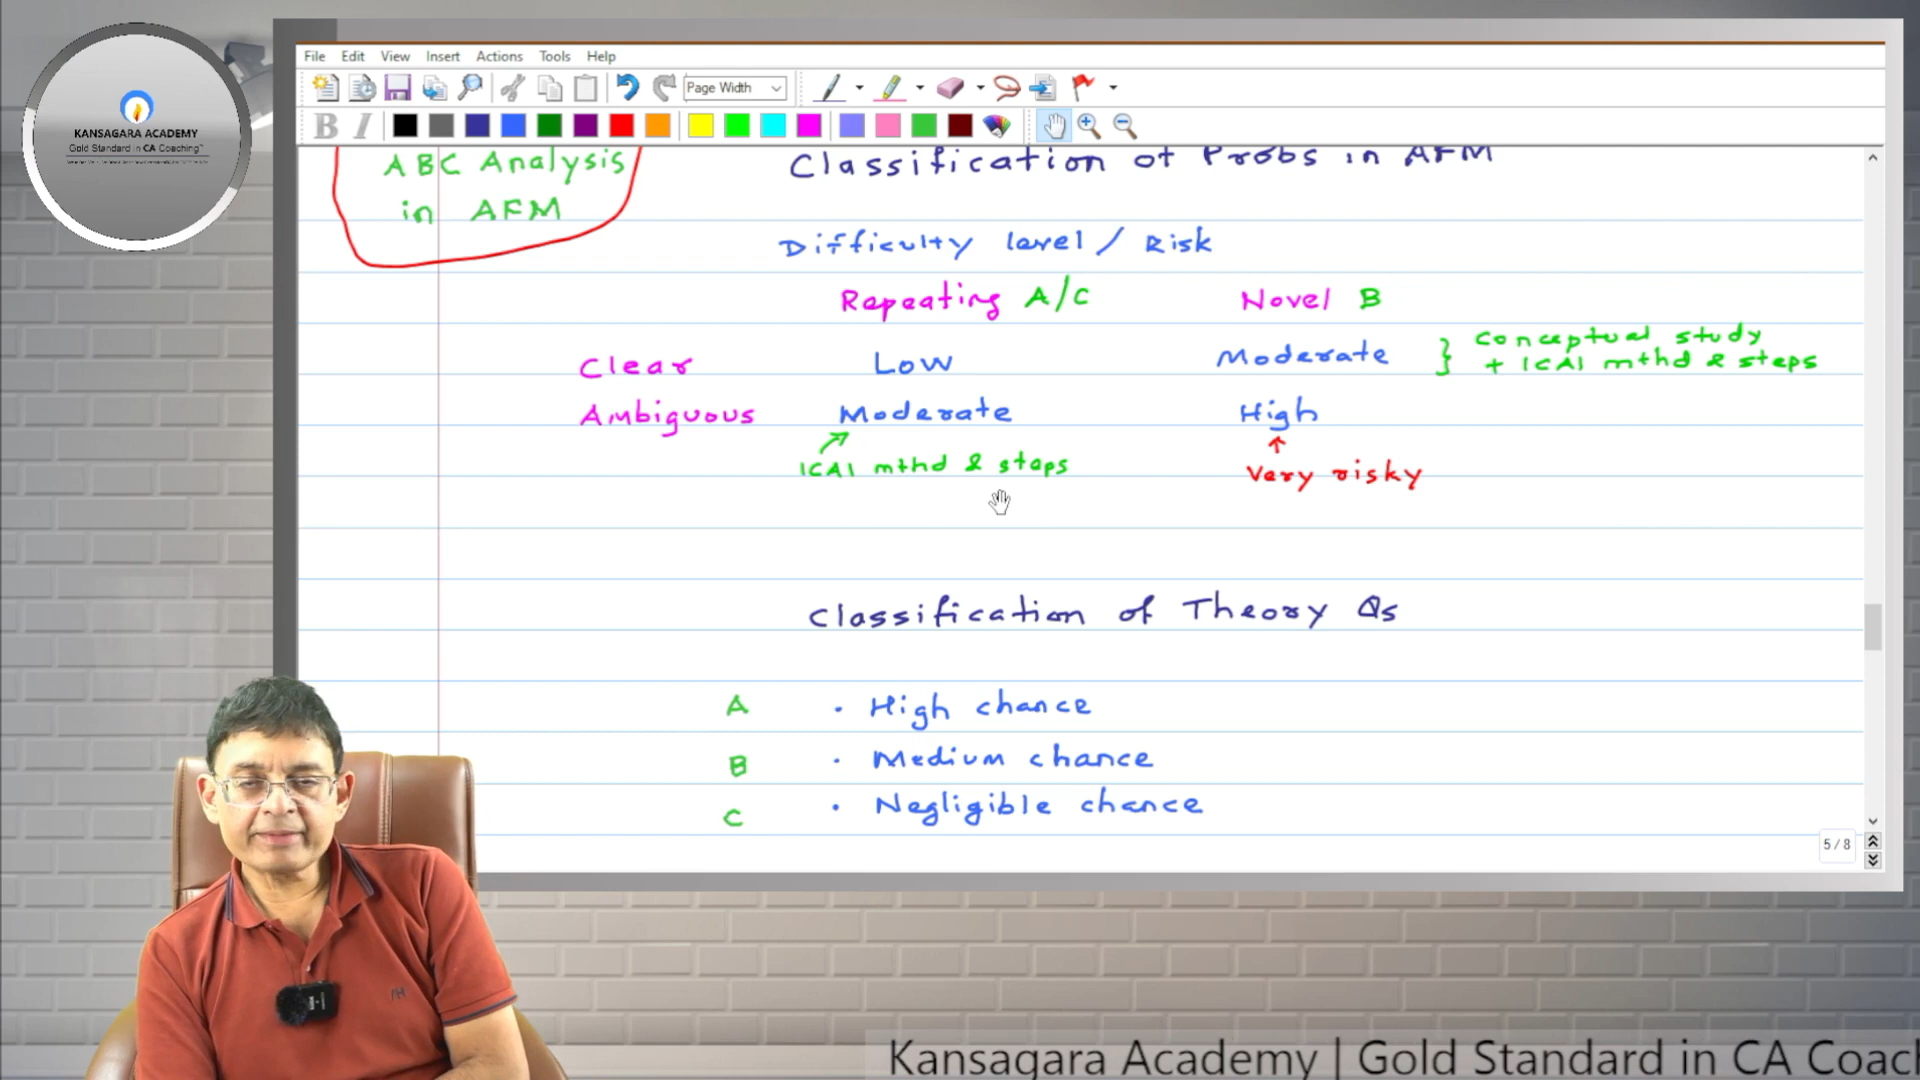 KANSAGARA ACADEMY
Gold Standard in CA Coaching
File Edit View Insert Actions Tools Help
Page Width
B I
ABC Analysis
in AFM
Classification of Probs in AFM
Difficulty level / Risk
Repeating A/C Novel B
Clear Low Moderate } Conceptual study
+ ICAI mthd & steps
Ambiguous Moderate High
ICAI mthd & steps Very risky
Classification of Theory Qs
A · High chance
B · Medium chance
C · Negligible chance
5 / 8
Kansagara Academy | Gold Standard in CA Coach